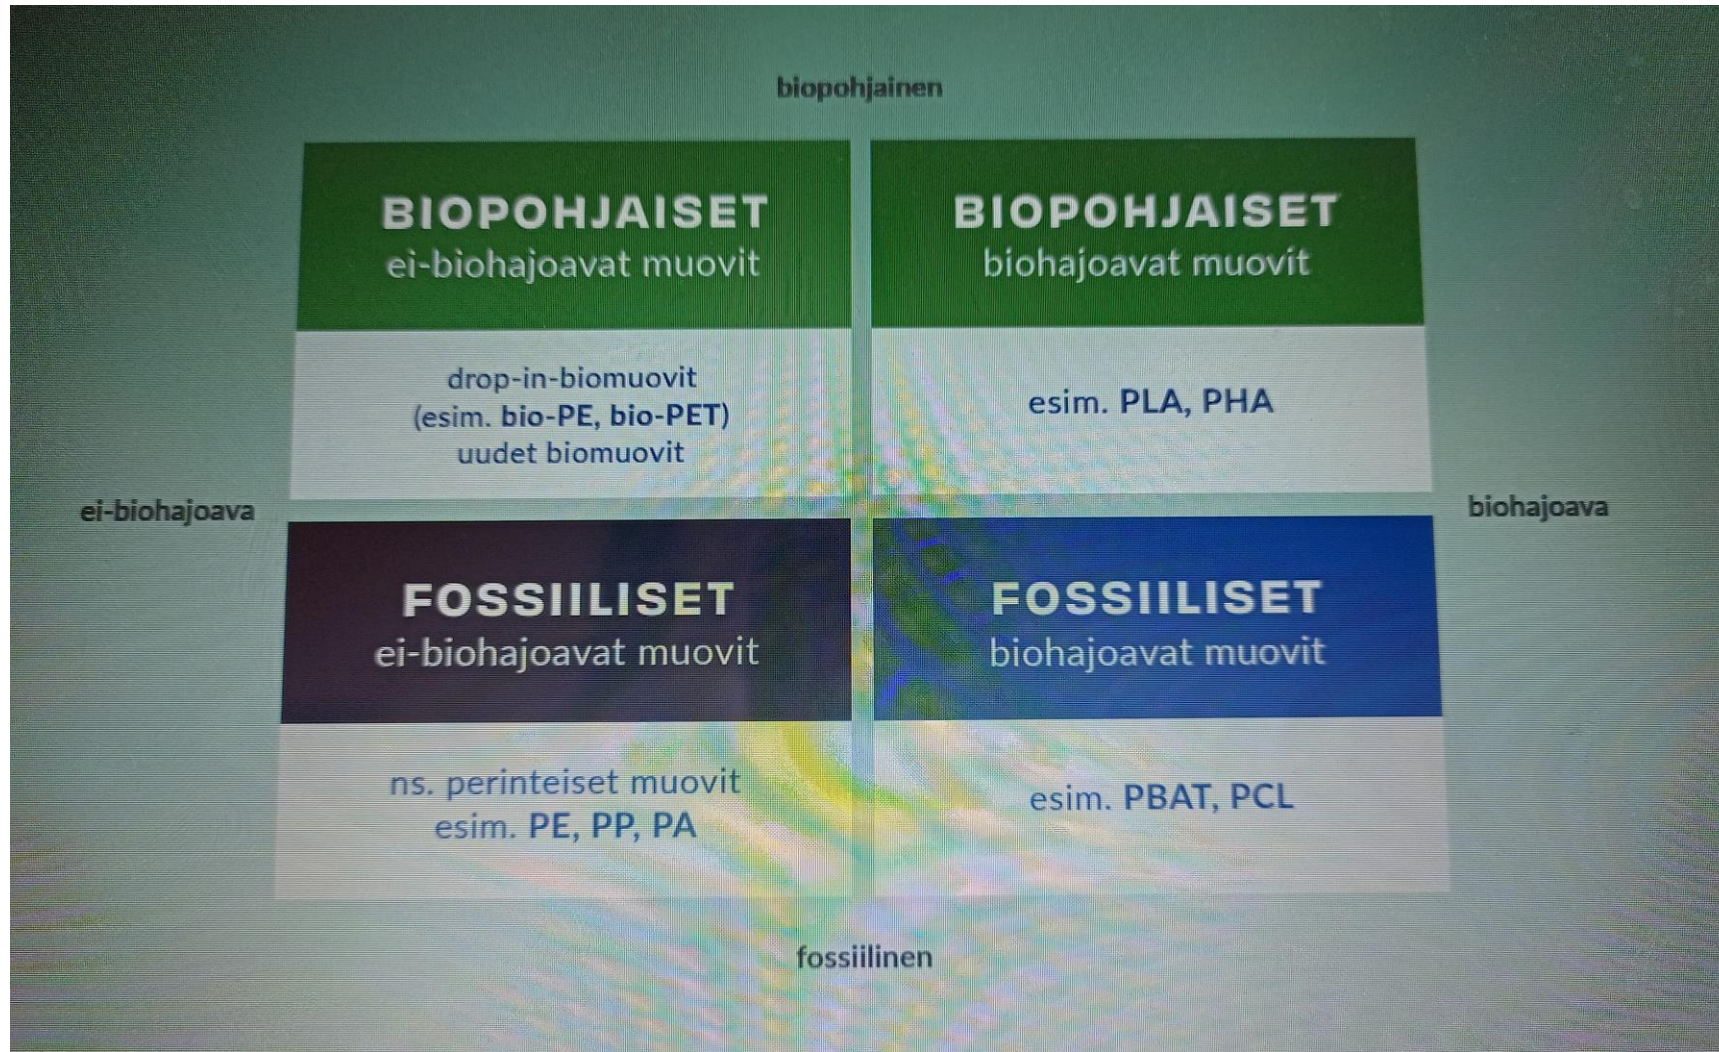 biopohjainen
BIOPOHJAISET
ei-biohajoavat muovit
drop-in-biomuovit
(esim. bio-PE, bio-PET)
uudet biomuovit
BIOPOHJAISET
biohajoavat muovit
esim. PLA, PHA
ei-biohajoava
biohajoava
FOSSIILISET
ei-biohajoavat muovit
ns. perinteiset muovit
esim. PE, PP, PA
FOSSIILISET
biohajoavat muovit
esim. PBAT, PCL
fossiilinen